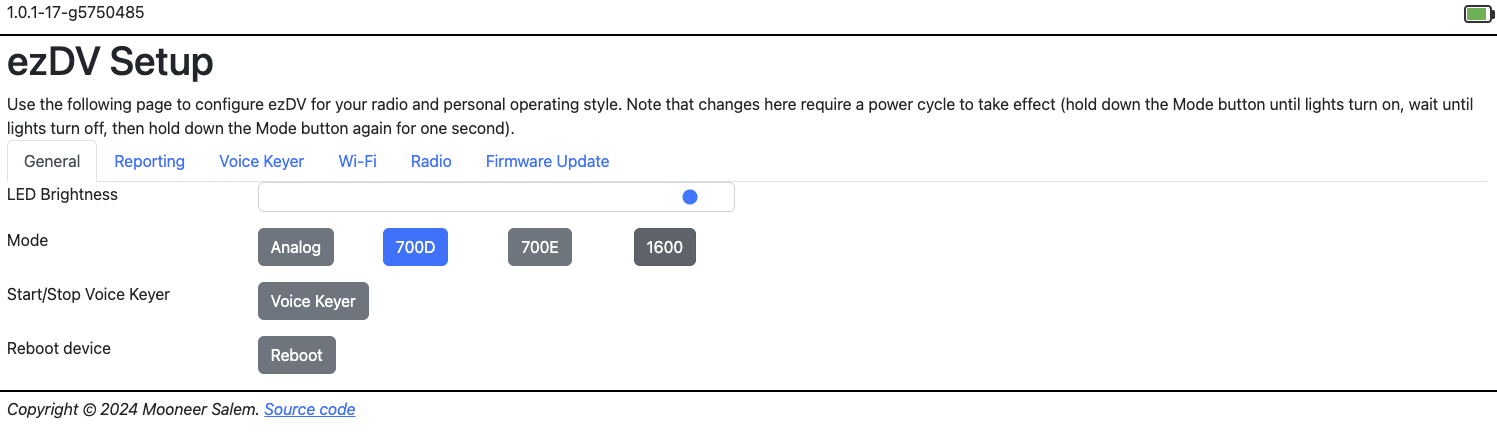 1.0.1-17-g5750485
ezDV Setup
Use the following page to configure ezDV for your radio and personal operating style. Note that changes here require a power cycle to take effect (hold down the Mode button until lights turn on, wait until
lights turn off, then hold down the Mode button again for one second).
General Reporting Voice Keyer Wi-Fi Radio Firmware Update
LED Brightness
Mode Analog 700D 700E 1600
Start/Stop Voice Keyer Voice Keyer
Reboot device Reboot
Copyright © 2024 Mooneer Salem. Source code